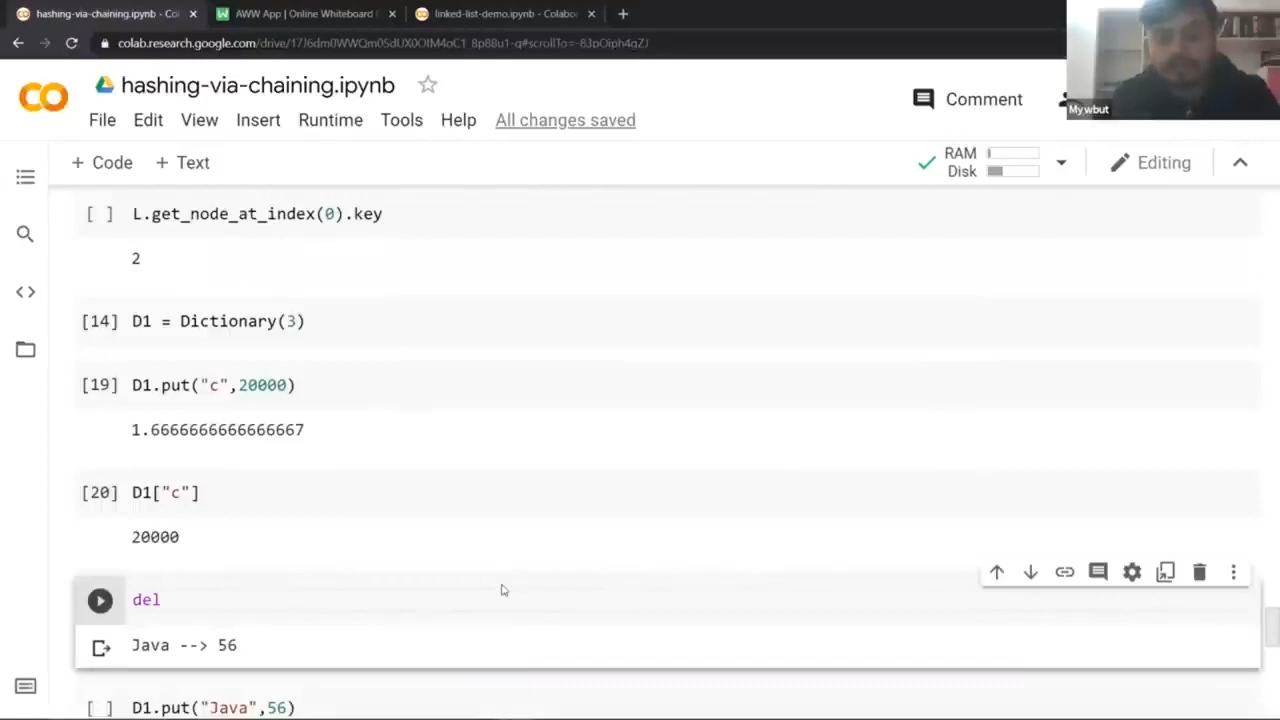 hashing-via-chaining.ipynb - Co
AWW App | Online Whiteboard
linked-list-demo.ipynb - Colabor
hashing-via-chaining.ipynb
Comment
Mywbut
File Edit View Insert Runtime Tools Help All changes saved
+ Code + Text
RAM
Disk
Editing
[ ] L.get_node_at_index(0).key
2
[14] D1 = Dictionary(3)
[19] D1.put("c",20000)
1.6666666666666667
[20] D1["c"]
20000
del
Java --> 56
[ ] D1.put("Java",56)